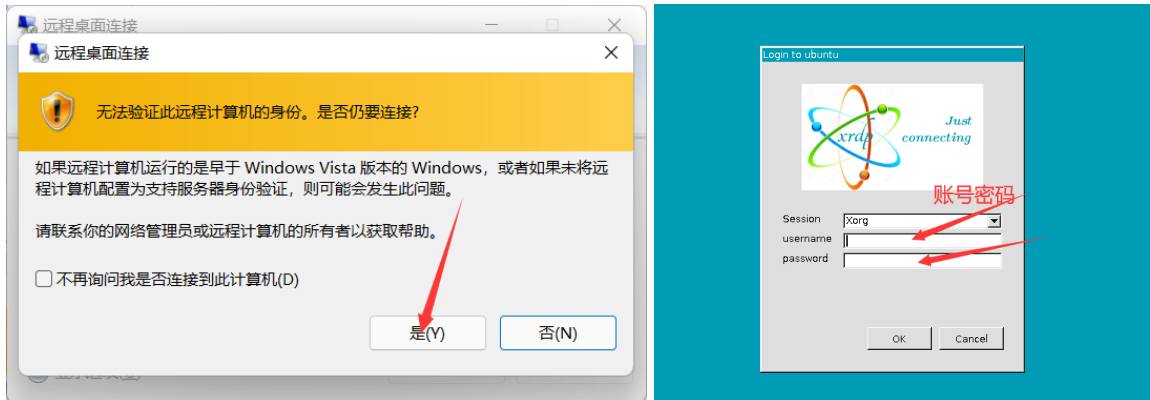 远程桌面连接
远程桌面连接
无法验证此远程计算机的身份。是否仍要连接?
如果远程计算机运行的是早于 Windows Vista 版本的 Windows，或者如果未将远
程计算机配置为支持服务器身份验证，则可能会发生此问题。
请联系你的网络管理员或远程计算机的所有者以获取帮助。
不再询问我是否连接到此计算机(D)
是(Y)
否(N)
Login to ubuntu
xrdp
Just
connecting
账号密码
Session
Xorg
username
password
OK
Cancel